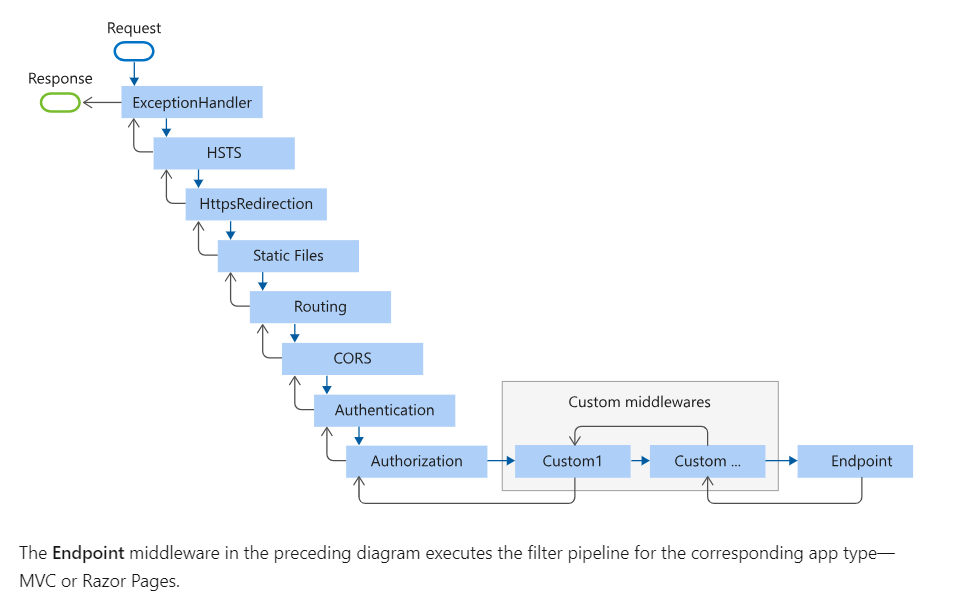 Request
Response
ExceptionHandler
HSTS
HttpsRedirection
Static Files
Routing
CORS
Authentication
Custom middlewares
Authorization
Custom1
Custom ...
Endpoint
The Endpoint middleware in the preceding diagram executes the filter pipeline for the corresponding app type—
MVC or Razor Pages.